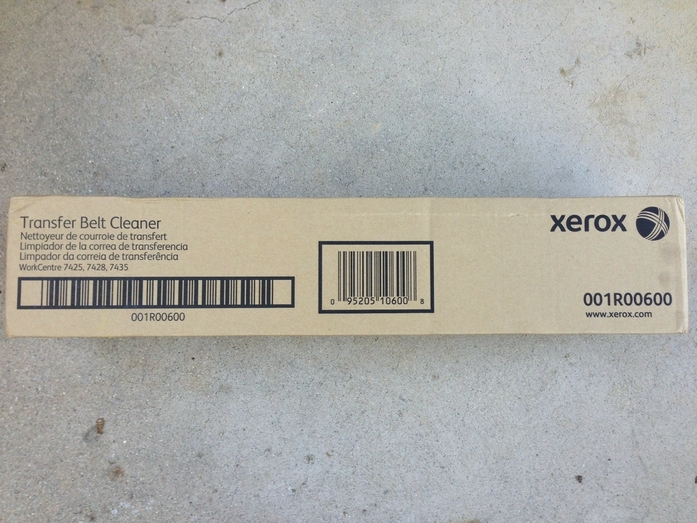 Transfer Belt Cleaner
Nettoyeur de courroie de transfert
Limpiador de la correa de transferencia
Limpador da correia de transferência
WorkCentre 7425, 7428, 7435
001R00600
0 95205 10600 8
xerox
001R00600
www.xerox.com